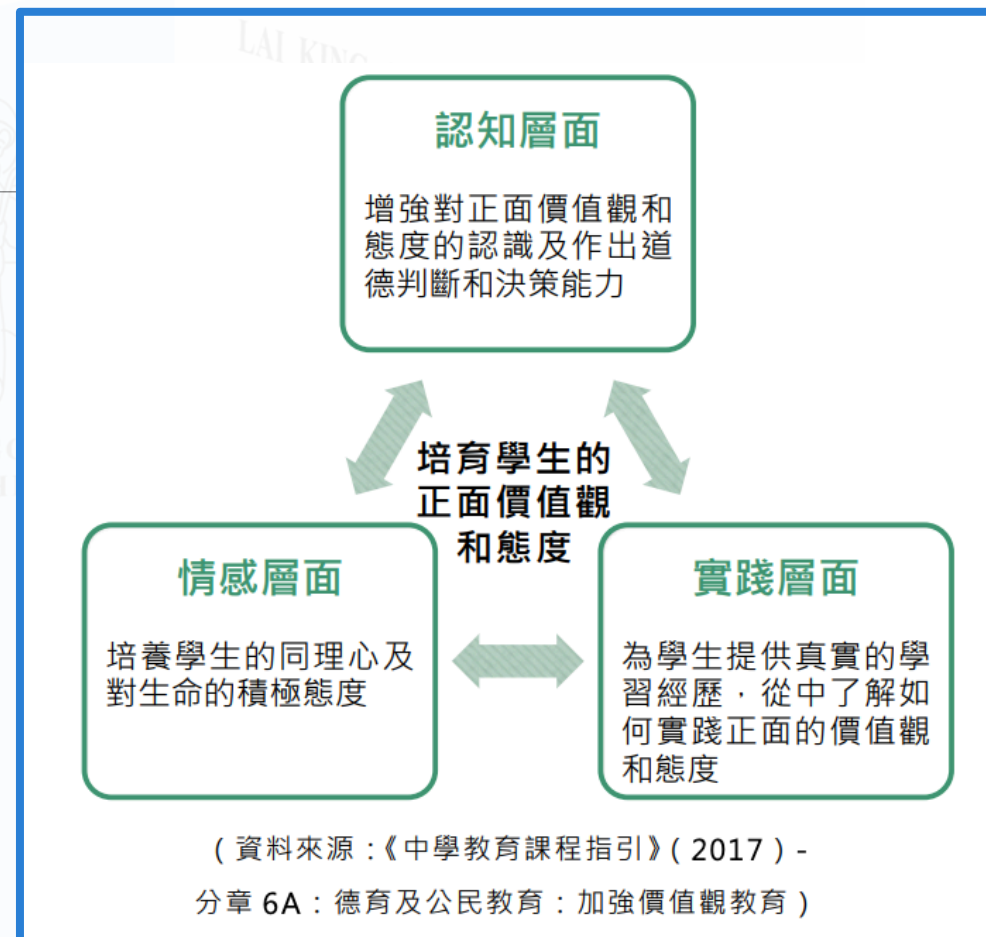 LAI KING
認知層面
增強對正面價值觀和
態度的認識及作出道
德判斷和決策能力
培育學生的
正面價值觀
和態度
情感層面
培養學生的同理心及
對生命的積極態度
實踐層面
為學生提供真實的學
習經歷，從中了解如
何實踐正面的價值觀
和態度
( 資料來源：《中學教育課程指引》( 2017 ) -
分章 6A：德育及公民教育：加強價值觀教育 )